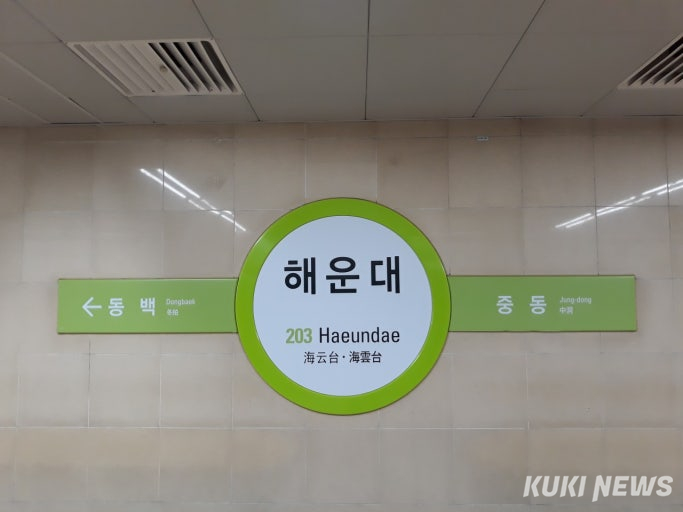 해운대
203 Haeundae
海云台·海雲台
←동백 Dongbaek
冬柏
중동 Jung-dong
中洞
KUKI NEWS